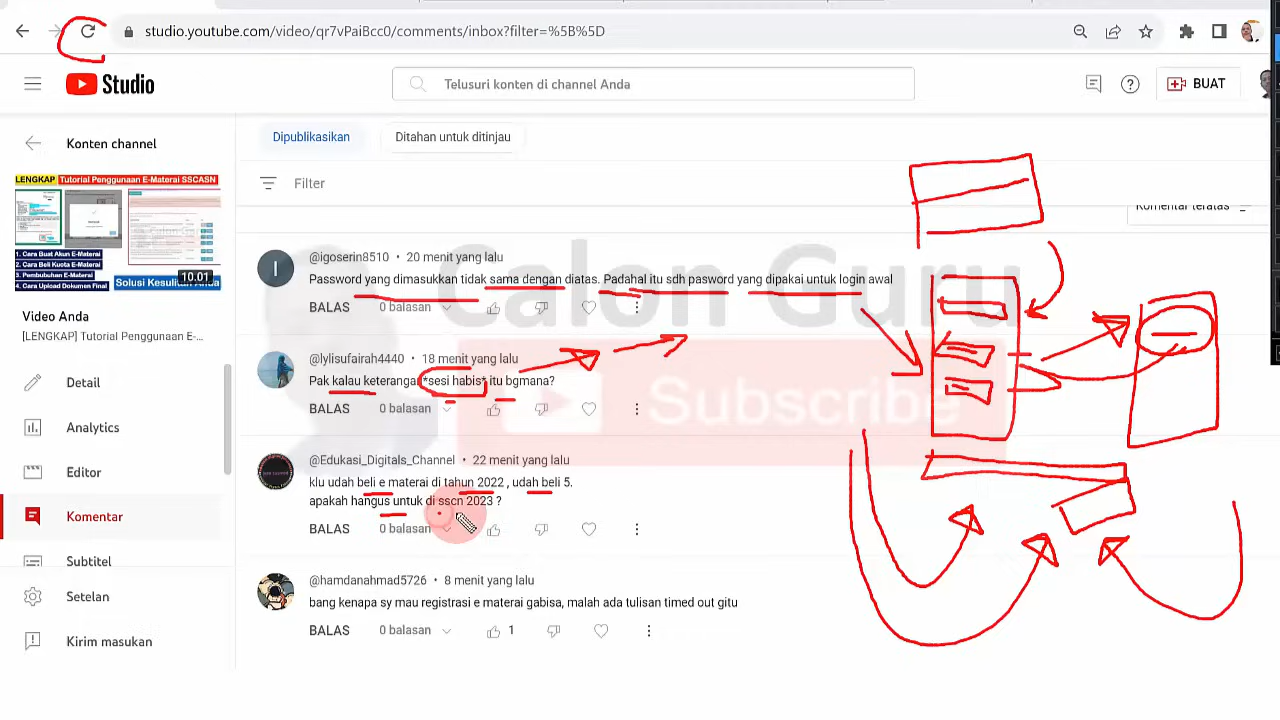 studio.youtube.com/video/qr7vPaiBcc0/comments/inbox?filter=%5B%5D
Studio
Telusuri konten di channel Anda
BUAT
Konten channel
LENGKAP Tutorial Penggunaan E-Materai SSCASN
1. Cara Buat Akun E-Materai
2. Cara Beli Kuota E-Materai
3. Pembubuhan E-Materai
4. Cara Upload Dokumen Final
10.01
Video Anda
[LENGKAP] Tutorial Penggunaan E-...
Detail
Analytics
Editor
Komentar
Subtitel
Setelan
Kirim masukan
Dipublikasikan
Ditahan untuk ditinjau
Filter
Komentar teratas
@igoserin8510 • 20 menit yang lalu
Password yang dimasukkan tidak sama dengan diatas. Padahal itu sdh pasword yang dipakai untuk login awal
BALAS 0 balasan
@lylisufairah4440 • 18 menit yang lalu
Pak kalau keteranga *sesi habis* itu bgmana?
BALAS 0 balasan
@Edukasi_Digitals_Channel • 22 menit yang lalu
klu udah beli e materai di tahun 2022 , udah beli 5.
apakah hangus untuk di sscn 2023 ?
BALAS 0 balasan
@hamdanahmad5726 • 8 menit yang lalu
bang kenapa sy mau registrasi e materai gabisa, malah ada tulisan timed out gitu
BALAS 0 balasan 1
Calon Guru
Subscribe